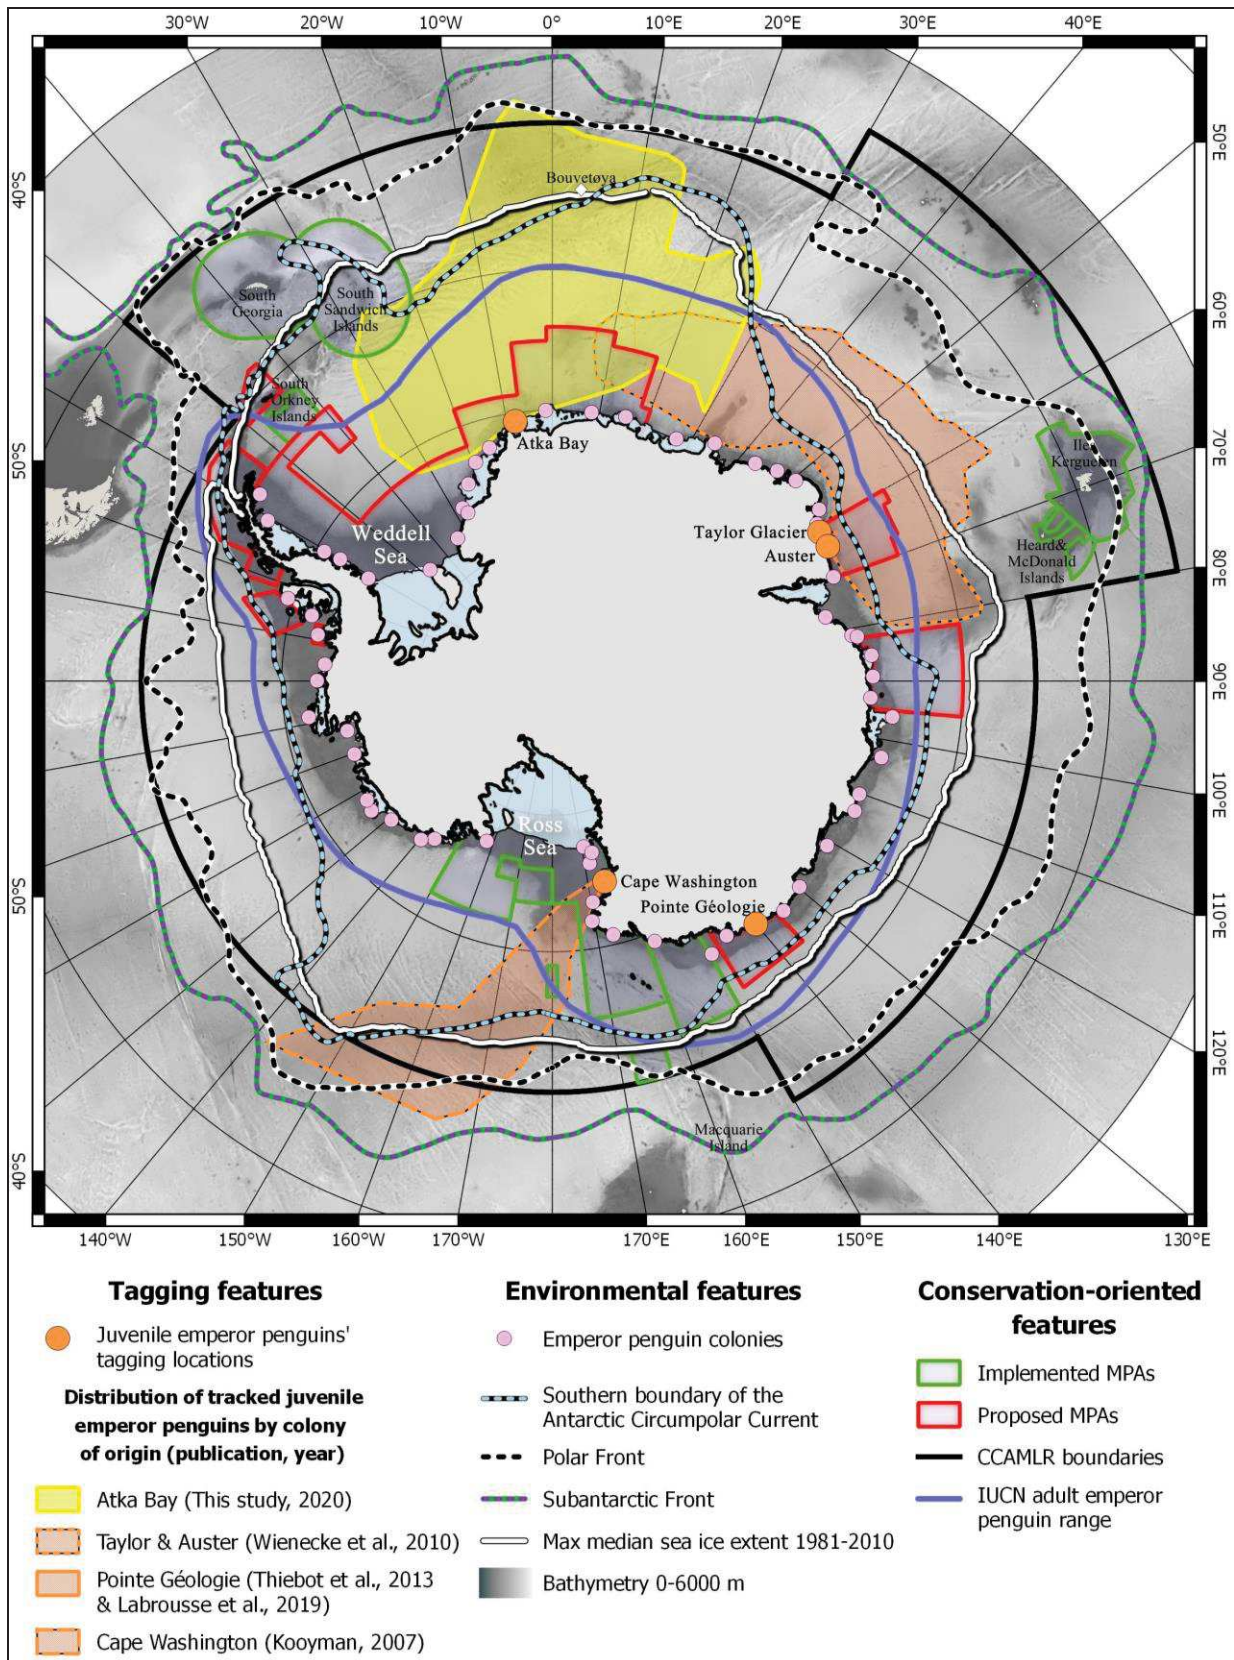 30°W 20°W 10°W 0° 10°E 20°E 30°E 40°E
50°E
40°S
Bouvetøya
60°E
South
Georgia
South
Sandwich
Islands
South
Orkney
Islands
50°S
Atka Bay
70°E
Iles
Kerguelen
Weddell
Sea
Taylor Glacier
Auster
Heard&
McDonald
Islands
80°E
90°E
100°E
Ross
Sea
Cape Washington
Pointe Géologie
50°S
110°E
120°E
Macquarie
Island
40°S
140°W 150°W 160°W 170°W 170°E 160°E 150°E 140°E 130°E
Tagging features
Juvenile emperor penguins'
tagging locations
Distribution of tracked juvenile
emperor penguins by colony
of origin (publication, year)
Atka Bay (This study, 2020)
Taylor & Auster (Wienecke et al., 2010)
Pointe Géologie (Thiebot et al., 2013
& Labrousse et al., 2019)
Cape Washington (Kooyman, 2007)
Environmental features
Emperor penguin colonies
Southern boundary of the
Antarctic Circumpolar Current
Polar Front
Subantarctic Front
Max median sea ice extent 1981-2010
Bathymetry 0-6000 m
Conservation-oriented
features
Implemented MPAs
Proposed MPAs
CCAMLR boundaries
IUCN adult emperor
penguin range